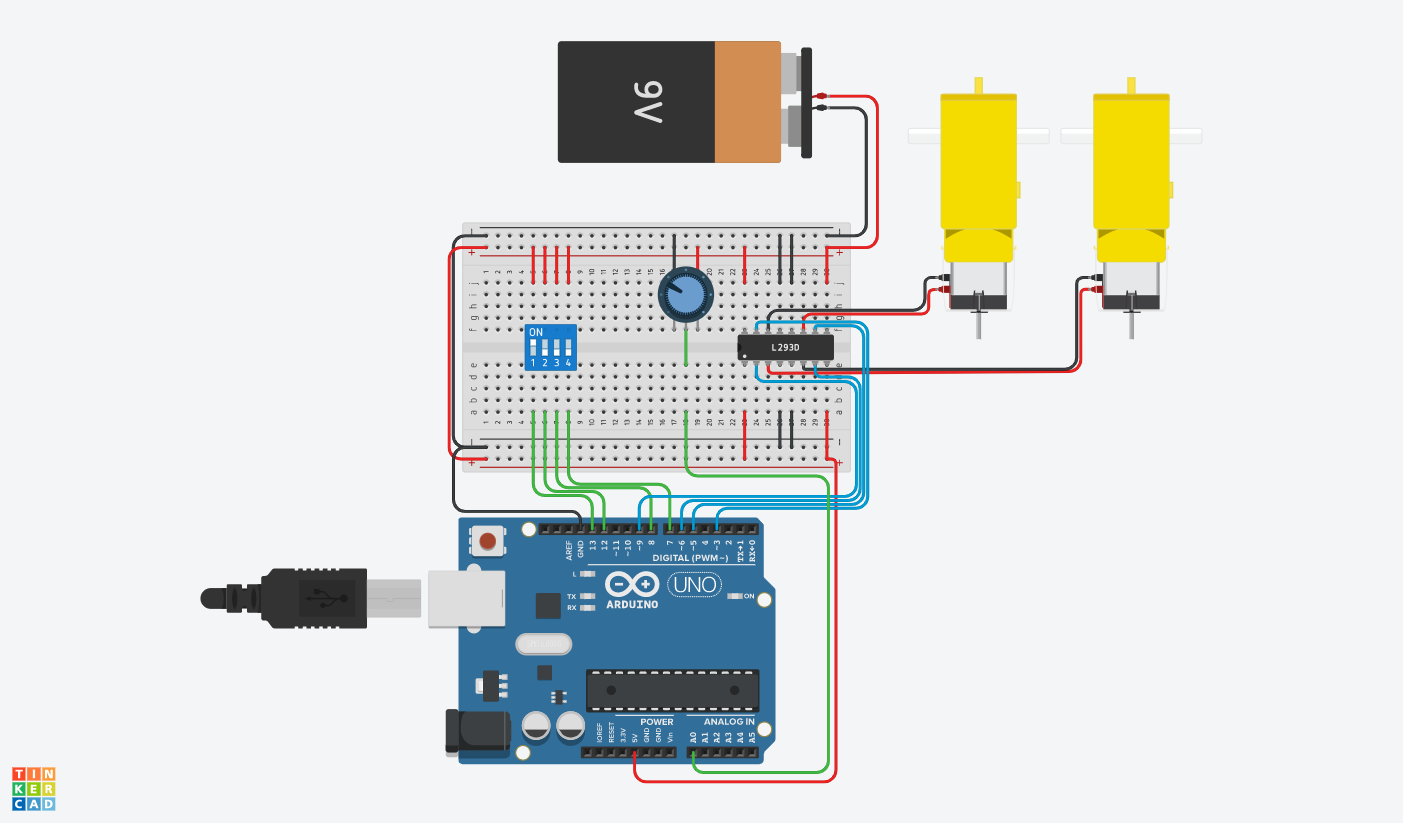 9V
ON
1 2 3 4
L293D
AREF
GND
13
12
~11
~10
~9
8
7
~6
~5
4
~3
2
TX→1
RX←0
DIGITAL (PWM~)
L
TX
RX
ARDUINO
UNO
ON
POWER
ANALOG IN
IOREF
RESET
3.3V
5V
GND
GND
Vin
A0
A1
A2
A3
A4
A5
TIN
KER
CAD